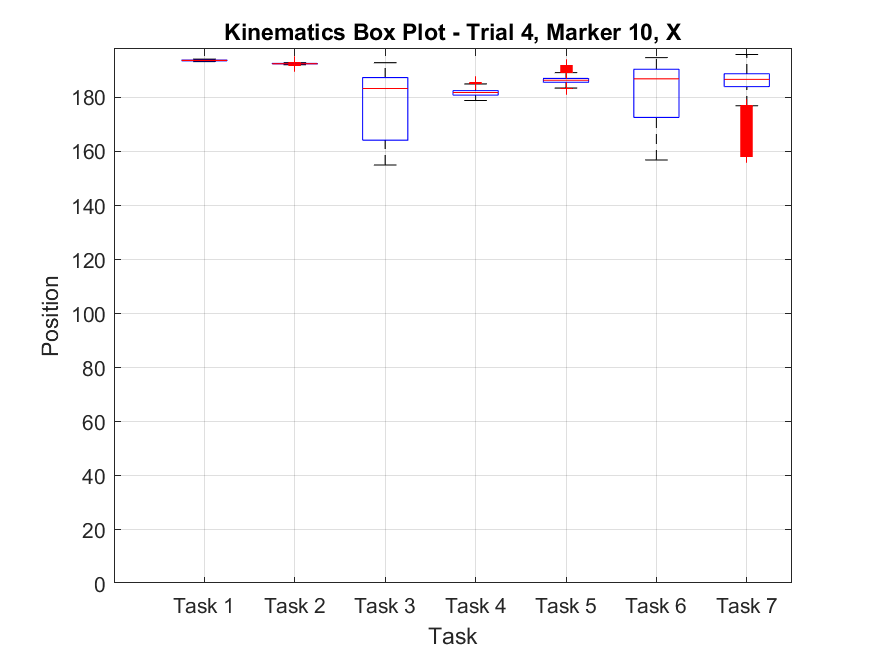 Kinematics Box Plot - Trial 4, Marker 10, X
180
160
140
120
100
80
60
40
20
0
Position
Task 1 Task 2 Task 3 Task 4 Task 5 Task 6 Task 7
Task